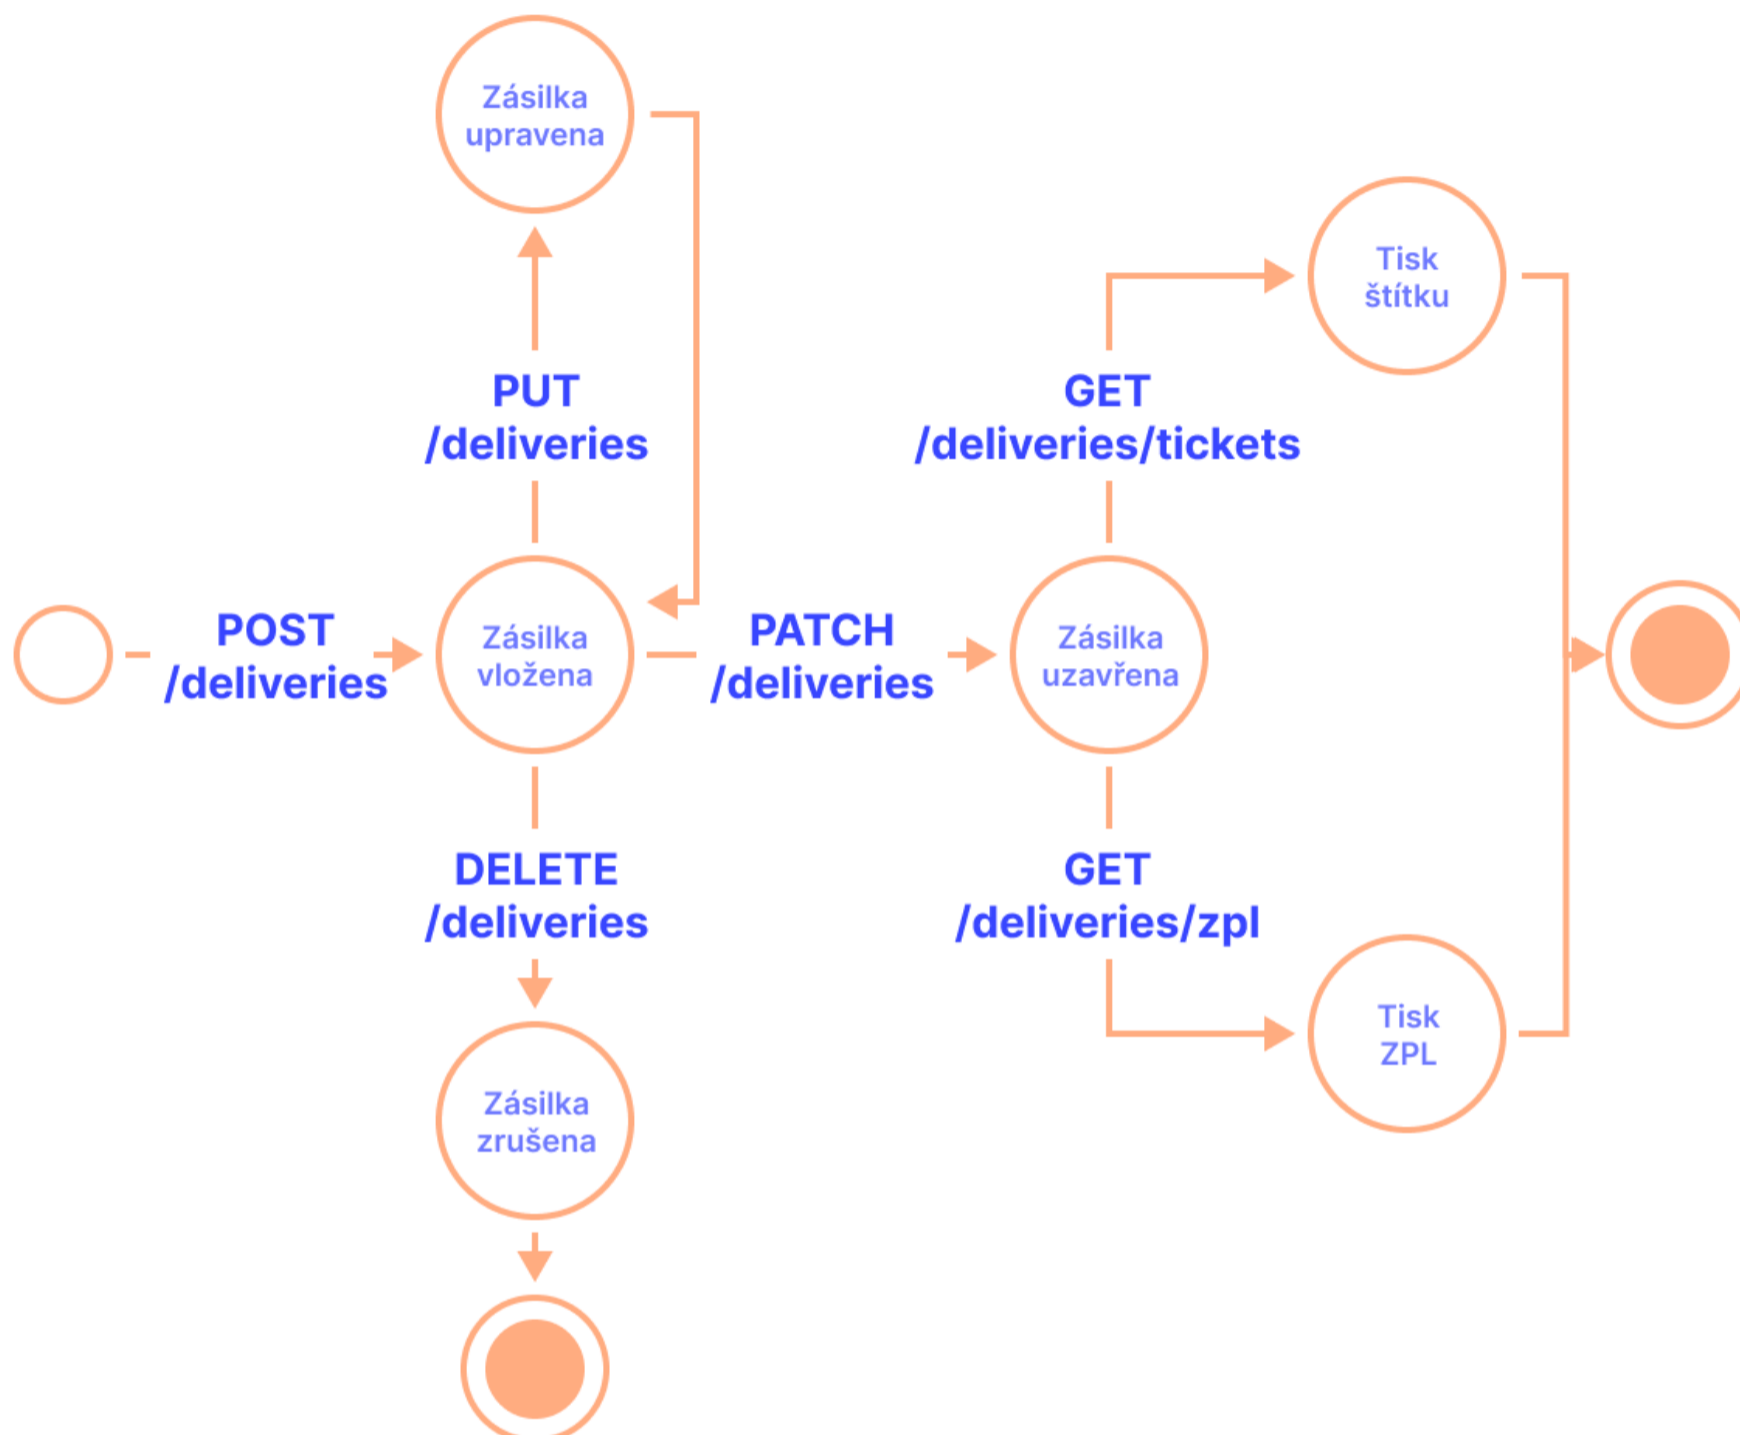 Zásilka
upravena
Tisk
štítku
PUT
/deliveries
GET
/deliveries/tickets
POST
/deliveries
Zásilka
vložena
PATCH
/deliveries
Zásilka
uzavřena
DELETE
/deliveries
GET
/deliveries/zpl
Tisk
ZPL
Zásilka
zrušena